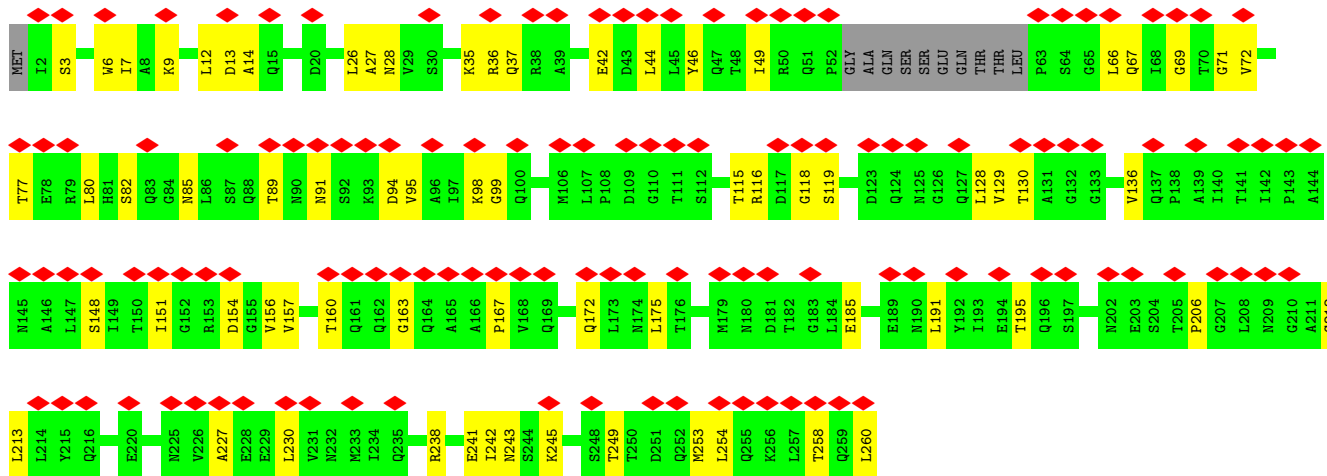 MET I2 S3 W6 I7 A8 K9 L12 D13 A14 Q15 D20 L26 A27 N28 V29 S30 K35 R36 Q37 R38 A39 E42 D43 L44 L45 Y46 Q47 T48 I49 R50 Q51 P52 GLY ALA GLN SER SER GLU GLN THR THR LEU P63 S64 G65 L66 Q67 I68 G69 T70 G71 V72
T77 E78 R79 L80 H81 S82 Q83 G84 N85 L86 S87 Q88 T89 N90 N91 S92 K93 D94 V95 A96 I97 K98 G99 Q100 M106 L107 P108 D109 G110 T111 S112 T115 R116 D117 G118 S119 D123 Q124 N125 G126 Q127 L128 V129 T130 A131 G132 G133 V136 Q137 P138 A139 I140 T141 I142 P143 A144
N145 A146 L147 S148 I149 T150 I151 G152 R153 D154 G155 V156 V157 T160 Q161 Q162 G163 Q164 A165 A166 P167 V168 Q169 Q172 L173 N174 L175 T176 M179 N180 D181 T182 G183 L184 E185 E189 N190 L191 Y192 I193 E194 T195 Q196 S197 N202 E203 S204 T205 P206 G207 L208 N209 G210 A211
L213 L214 Y215 Q216 E220 N225 V226 A227 E228 E229 L230 V231 N232 M233 I234 Q235 R238 E241 I242 N243 S244 K245 S248 T249 T250 D251 Q252 M253 L254 Q255 K256 L257 T258 Q259 L260